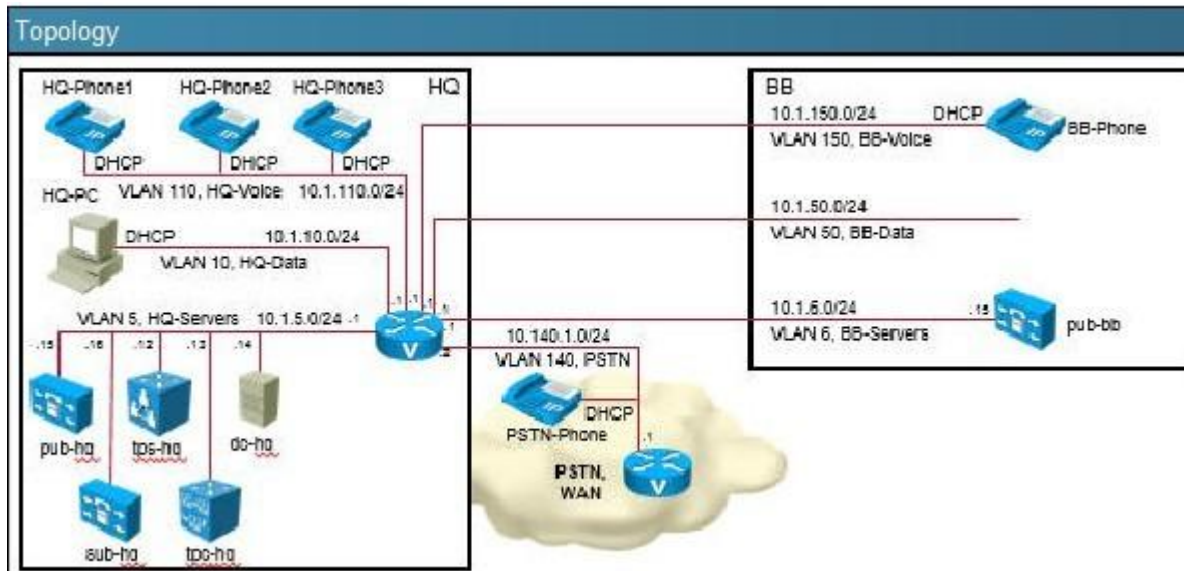 Topology
HQ-Phone1 HQ-Phone2 HQ-Phone3 HQ
DHCP DHCP DHCP
VLAN 110, HQ-Voice 10.1.110.0/24
HQ-PC
DHCP 10.1.10.0/24
VLAN 10, HQ-Data
VLAN 5, HQ-Servers 10.1.5.0/24 .1
.15 .16 .12 .13 .14
pub-hq tps-hq dc-hq
sub-hq
.1 .1 .1 .1
.1
.2
V
BB
10.1.150.0/24 DHCP
IP BB-Phone
VLAN 150, BB-Voice
10.1.50.0/24
VLAN 50, BB-Data
10.1.6.0/24 .15
VLAN 6, BB-Servers
pub-bb
10.140.1.0/24
VLAN 140, PSTN
DHCP
PSTN-Phone .1
PSTN,
WAN
V